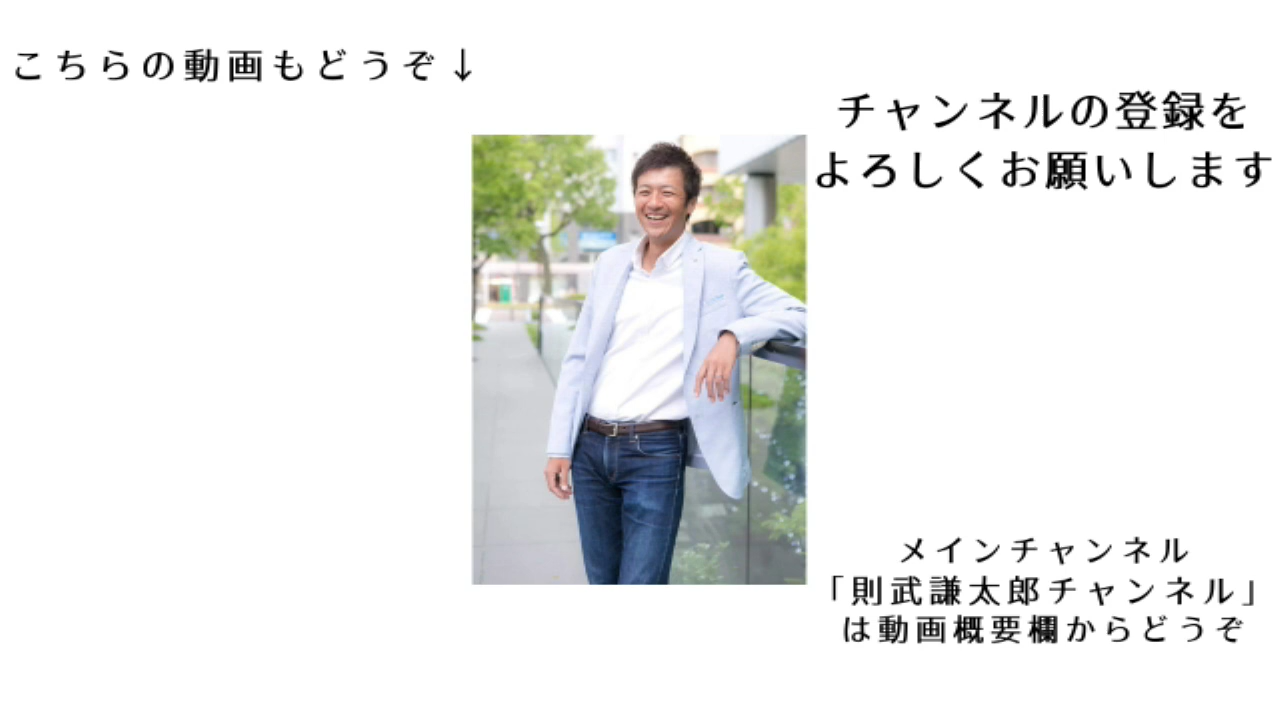 こちらの動画もどうぞ↓
チャンネルの登録を
よろしくお願いします
メインチャンネル
「則武謙太郎チャンネル」
は動画概要欄からどうぞ